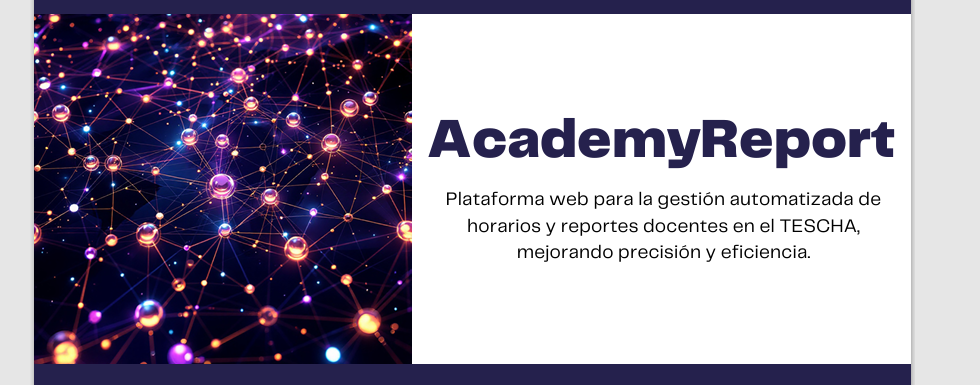 AcademyReport
Plataforma web para la gestión automatizada de
horarios y reportes docentes en el TESCHA,
mejorando precisión y eficiencia.